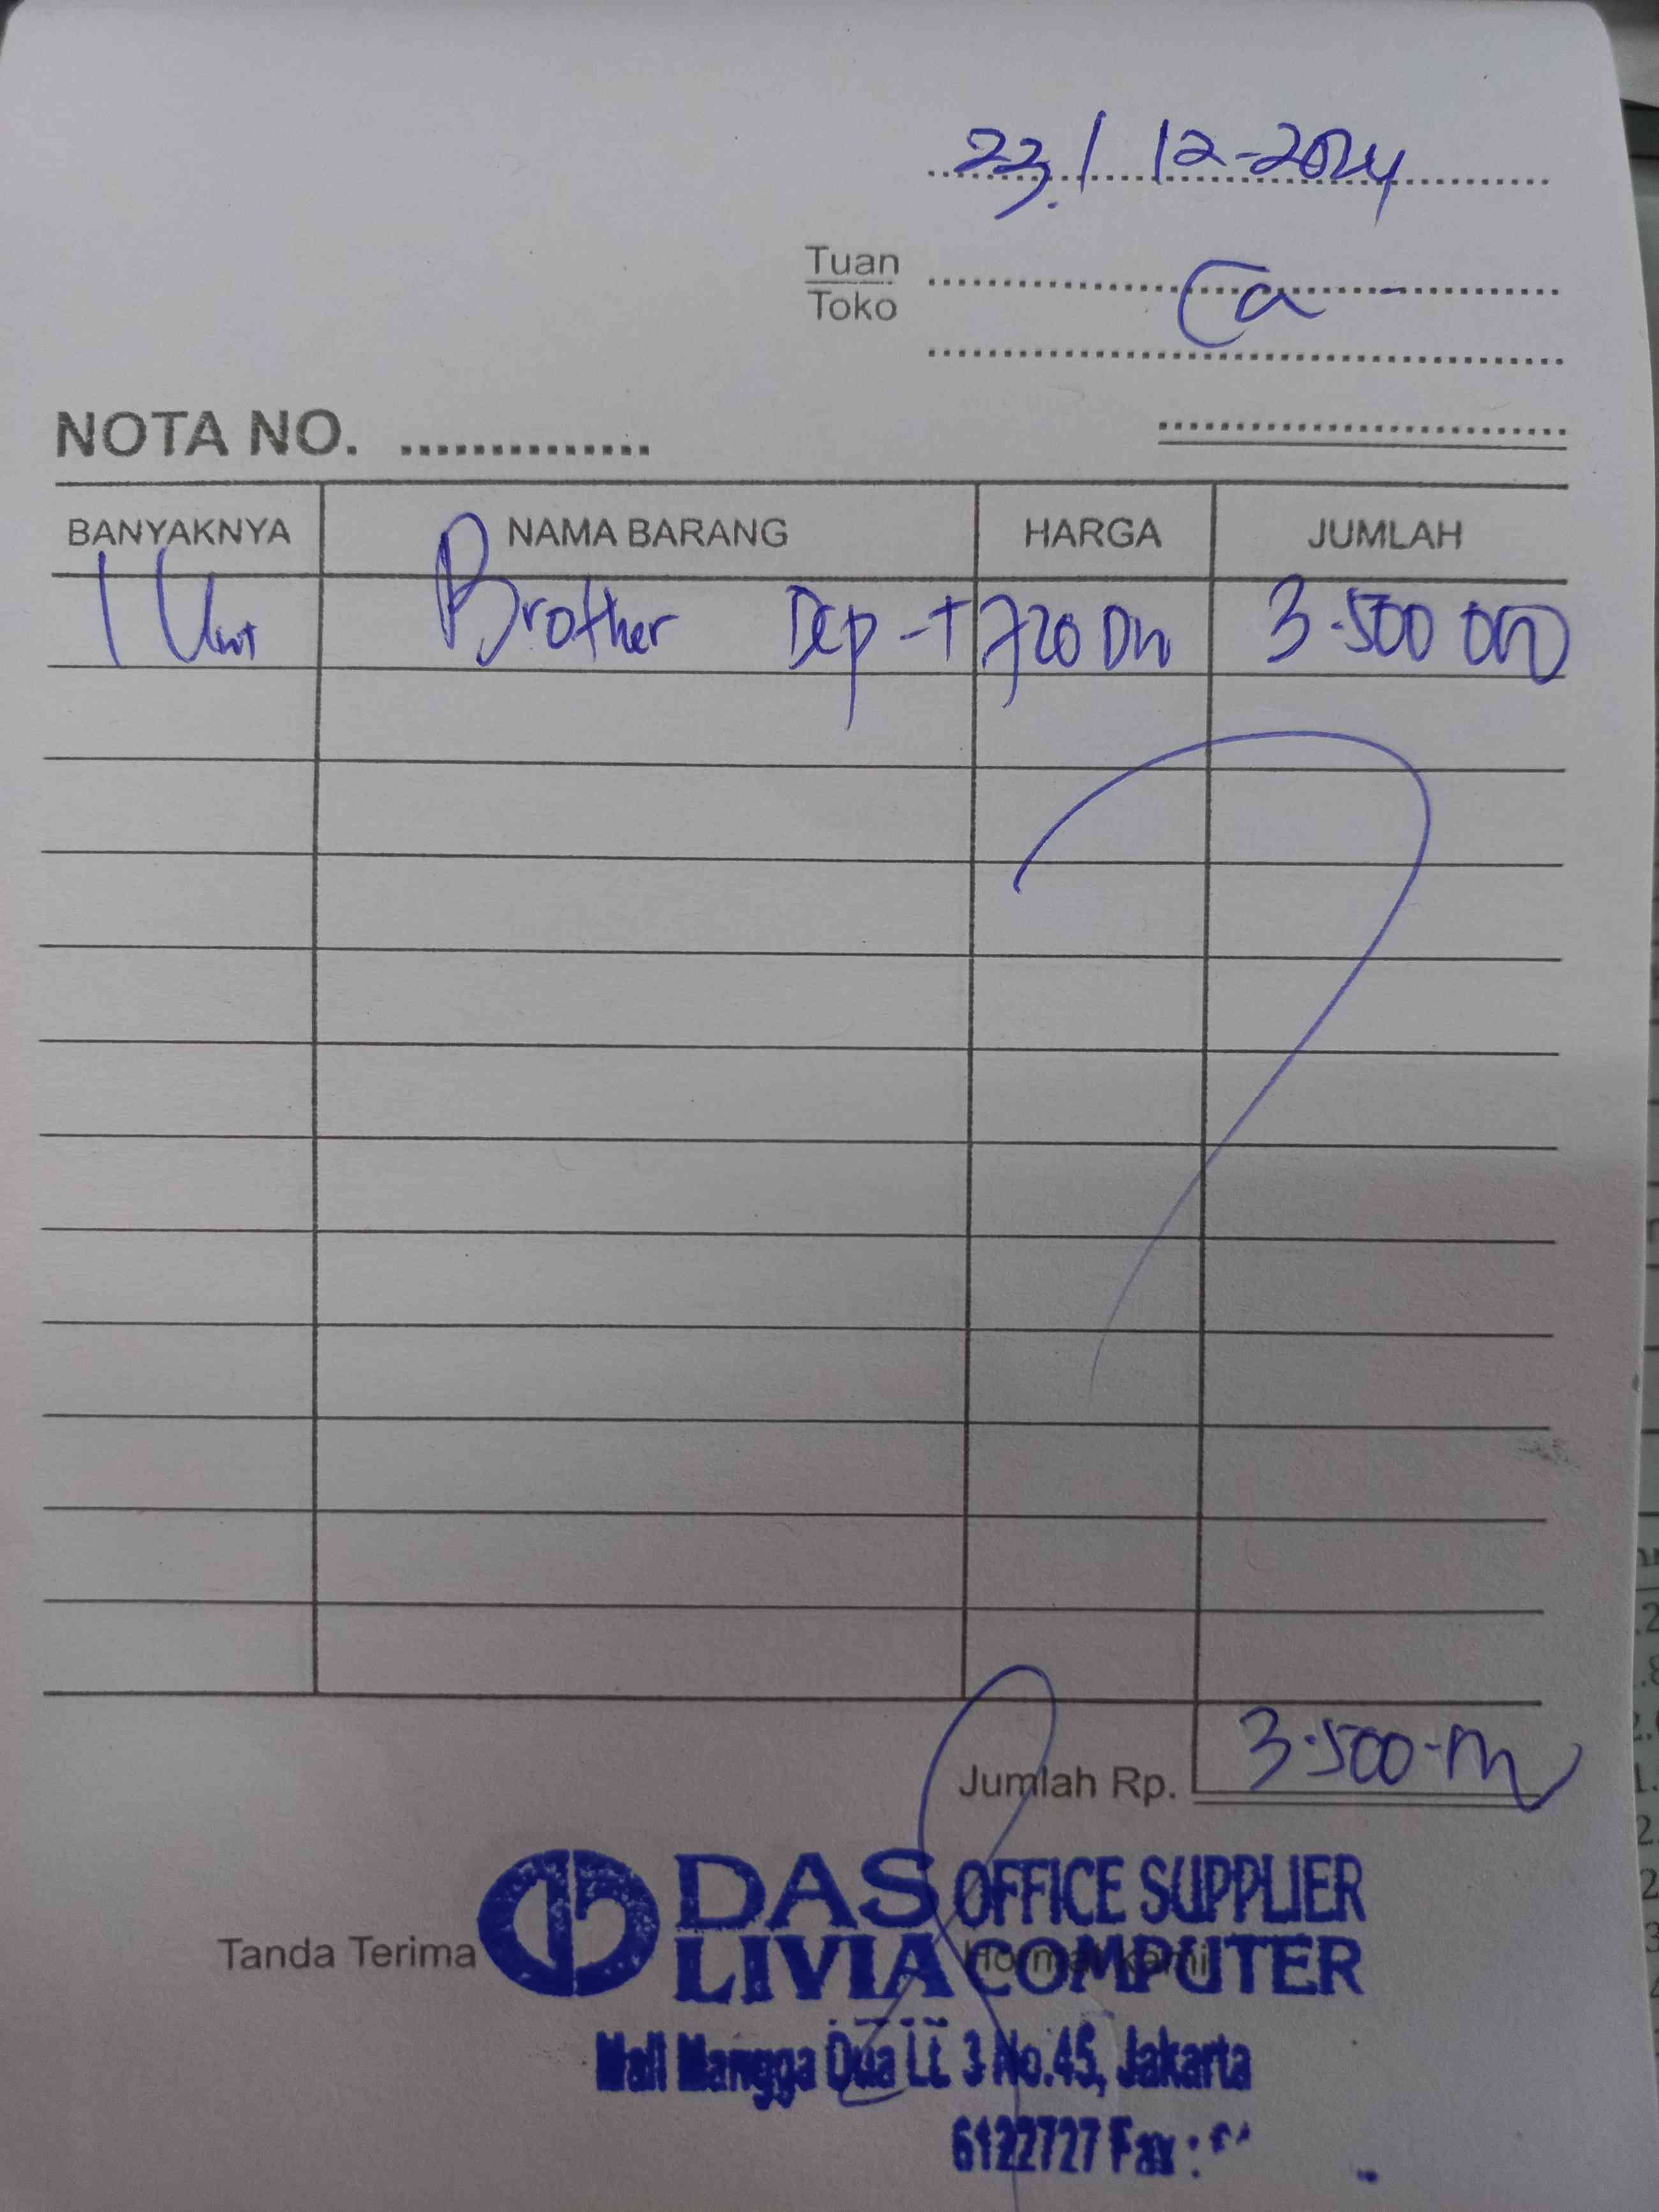 23/12-2024
Tuan
Toko
NOTA NO. ..............
BANYAKNYA NAMA BARANG HARGA JUMLAH
1 Unit Brother Dcp-T720DW 3.500 000
Jumlah Rp. 3.500.
DAS OFFICE SUPPLIER
Tanda Terima LIVIA COMPUTER
Hormat kami
Mall Mangga Dua Lt. 3 No.45, Jakarta
6122727 Fax :